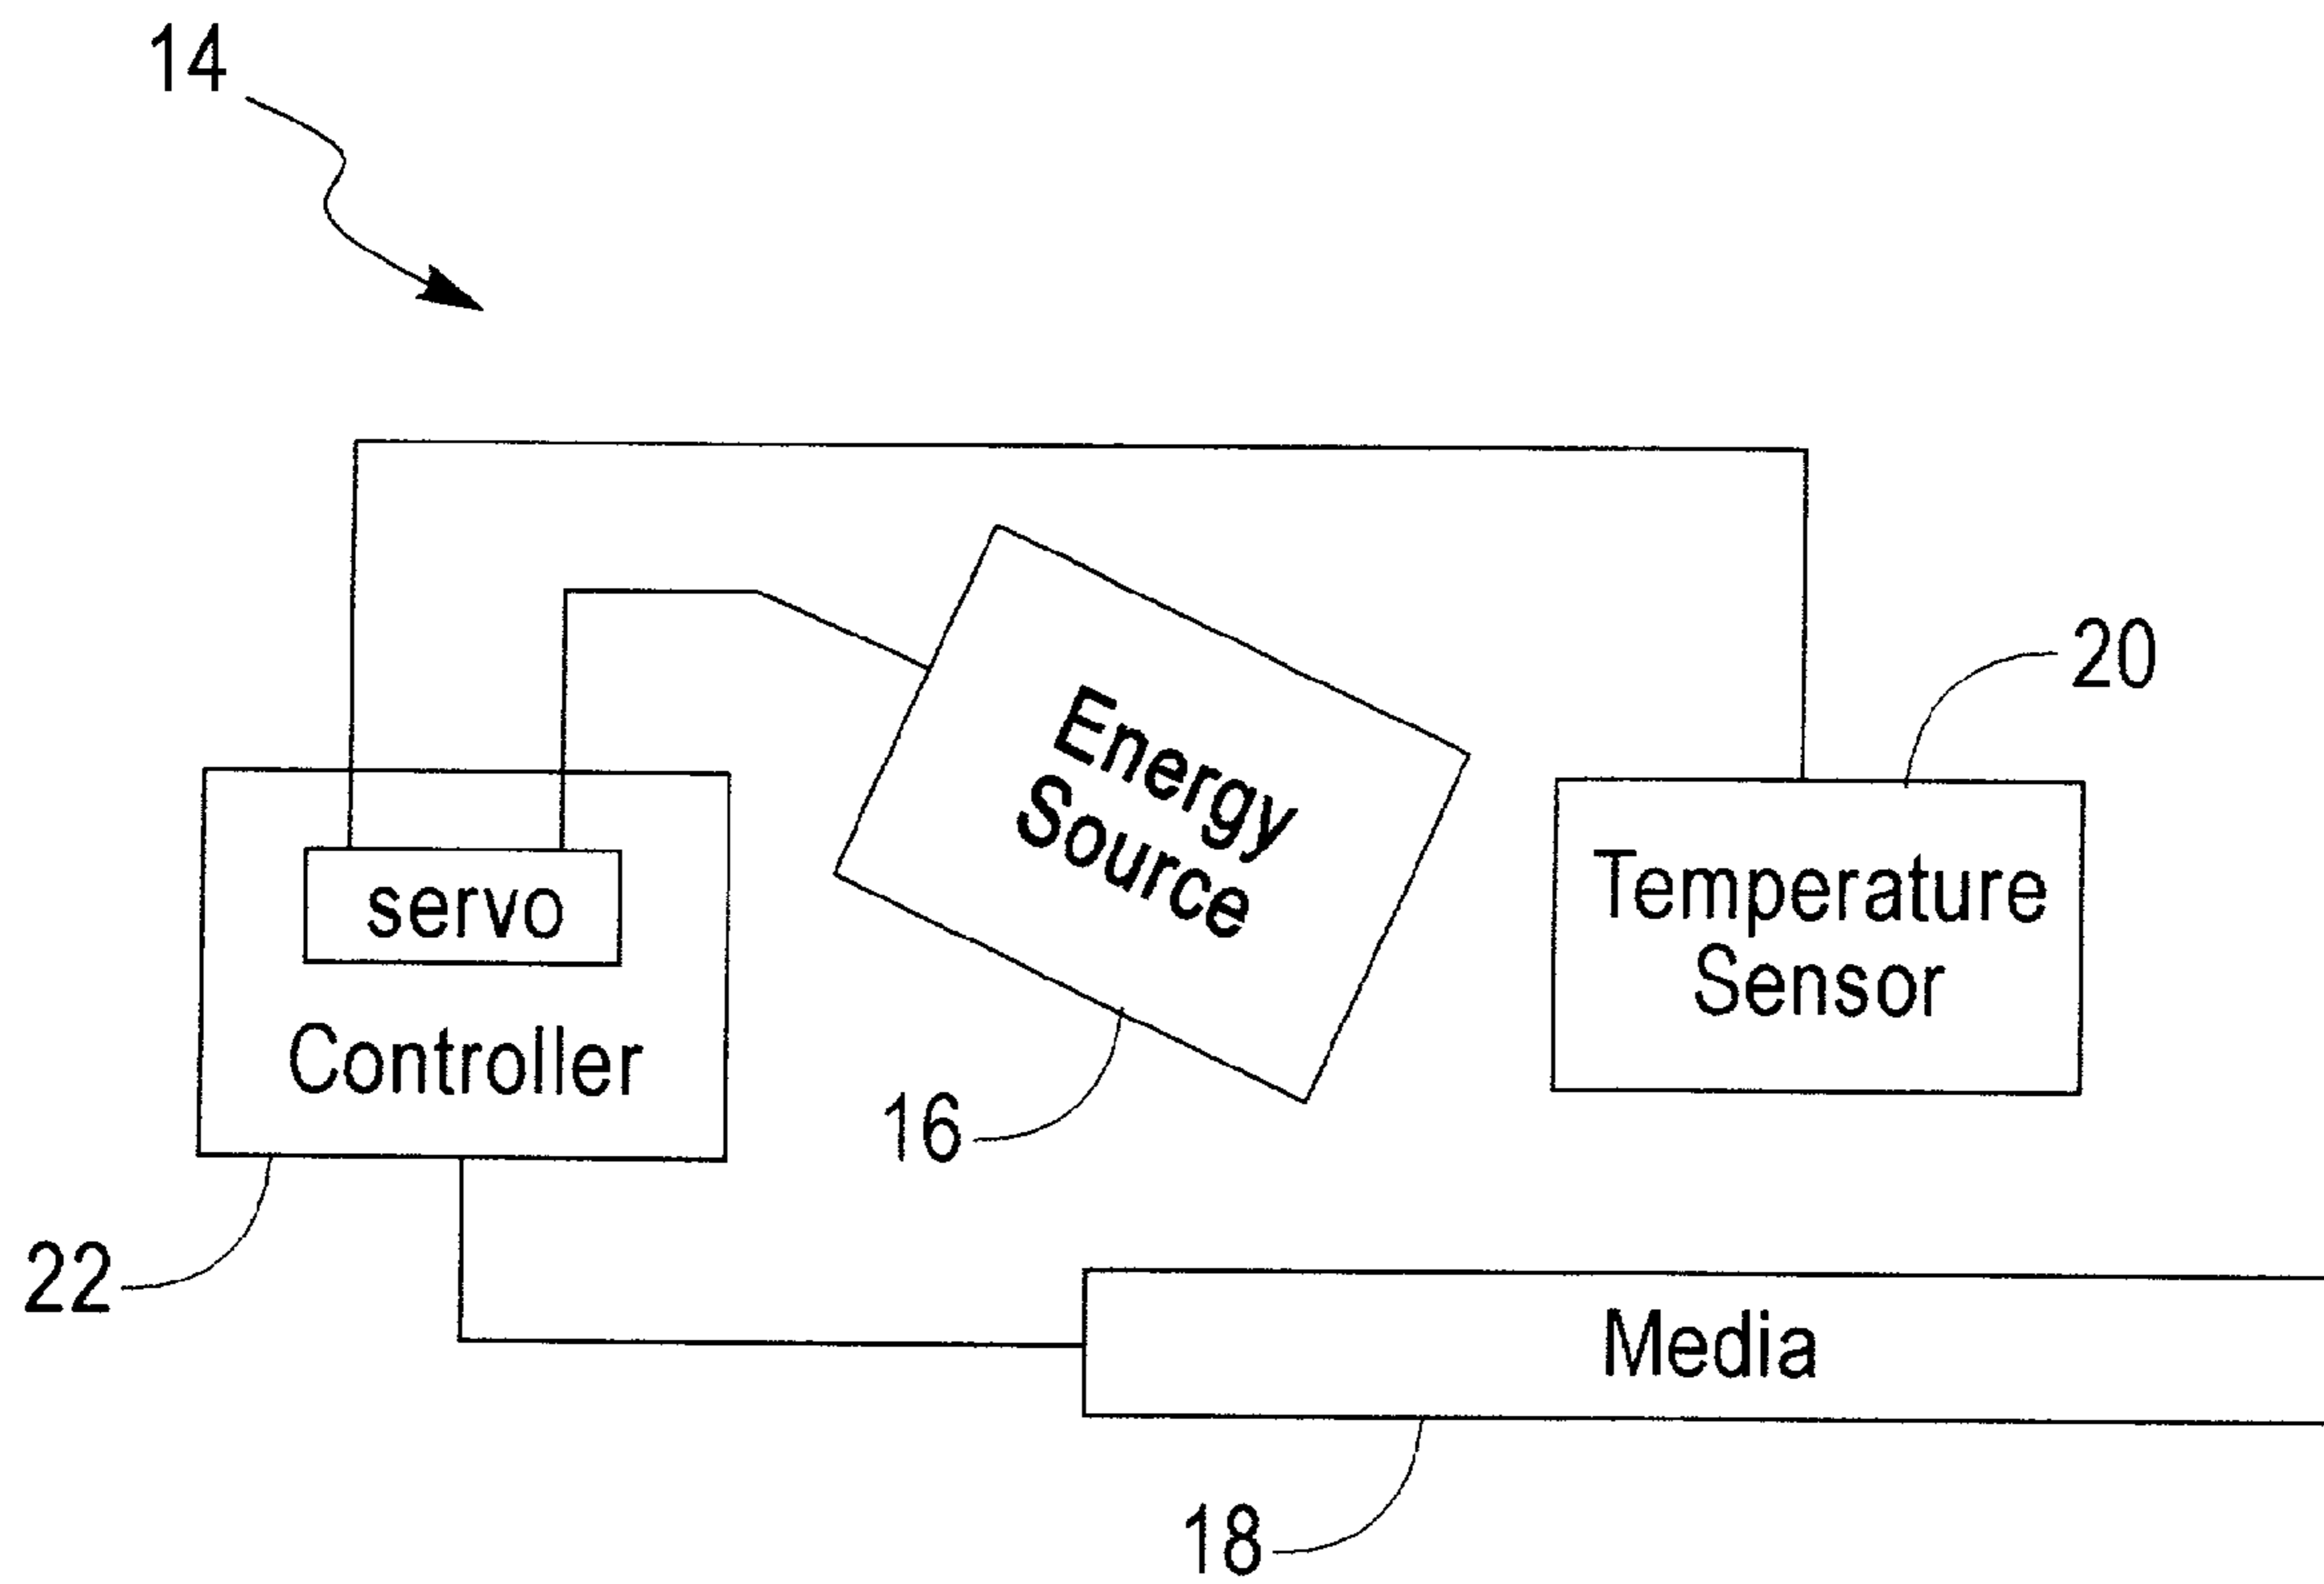 14
20
Energy
Source
Temperature
Sensor
servo
Controller
16
22
Media
18